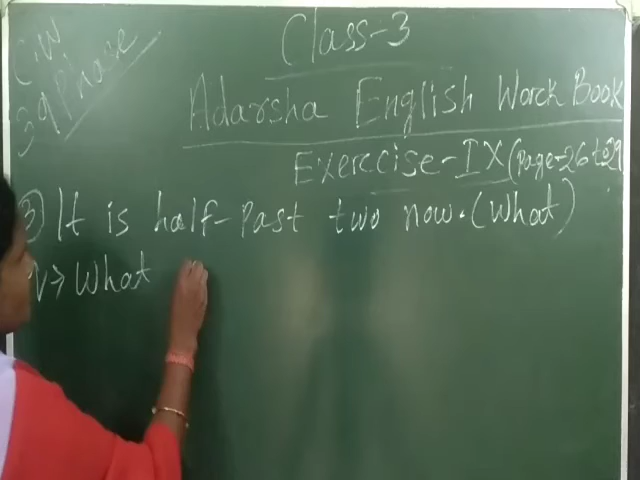 C.W
3rd Phase
Class-3
Adarsha English Work Book
Exerccise-IX (Page-26 to 29
③ It is half-Past two now. (What)
V> What